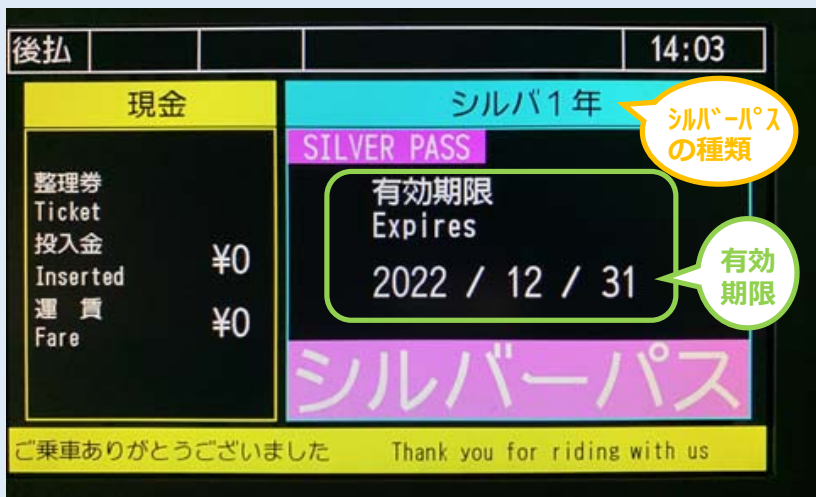 後払
14:03
現金
整理券
Ticket
投入金
Inserted
¥0
運 賃
Fare
¥0
シルバ1年
SILVER PASS
有効期限
Expires
2022 / 12 / 31
シルバーパス
ご乗車ありがとうございました Thank you for riding with us
ｼﾙﾊﾞｰﾊﾟｽ
の種類
有効
期限